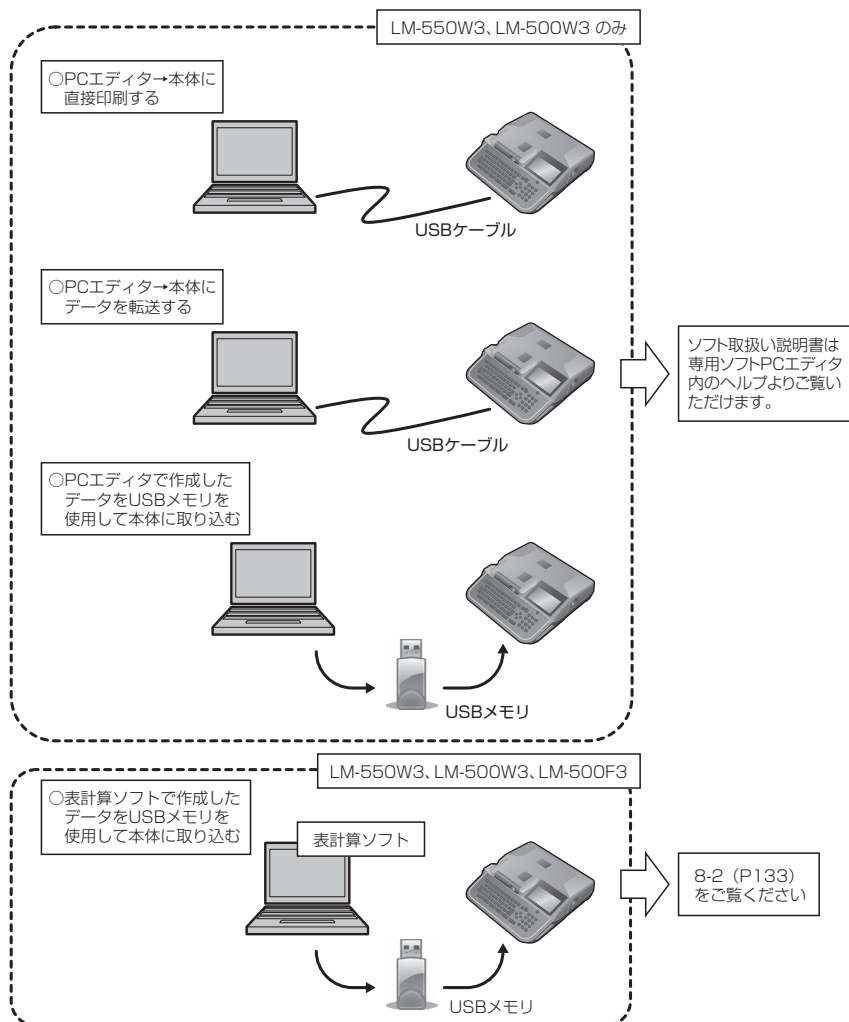 LM-550W3、LM-500W3 のみ
○PCエディタ→本体に
直接印刷する
USBケーブル
○PCエディタ→本体に
データを転送する
USBケーブル
ソフト取扱い説明書は
専用ソフトPCエディタ
内のヘルプよりご覧い
ただけます。
○PCエディタで作成した
データをUSBメモリを
使用して本体に取り込む
USBメモリ
LM-550W3、LM-500W3、LM-500F3
○表計算ソフトで作成した
データをUSBメモリを
使用して本体に取り込む
表計算ソフト
8-2（P133）
をご覧ください
USBメモリ